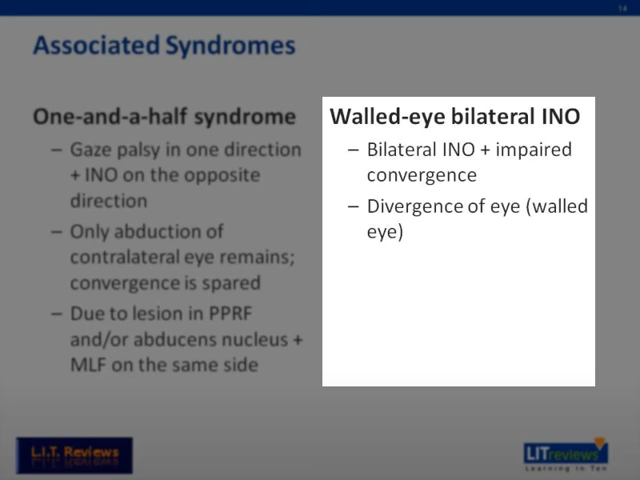 14
Associated Syndromes
One-and-a-half syndrome
– Gaze palsy in one direction
+ INO on the opposite
direction
– Only abduction of
contralateral eye remains;
convergence is spared
– Due to lesion in PPRF
and/or abducens nucleus +
MLF on the same side
Walled-eye bilateral INO
– Bilateral INO + impaired
convergence
– Divergence of eye (walled
eye)
L.I.T. Reviews
LITreviews
Learning in Ten